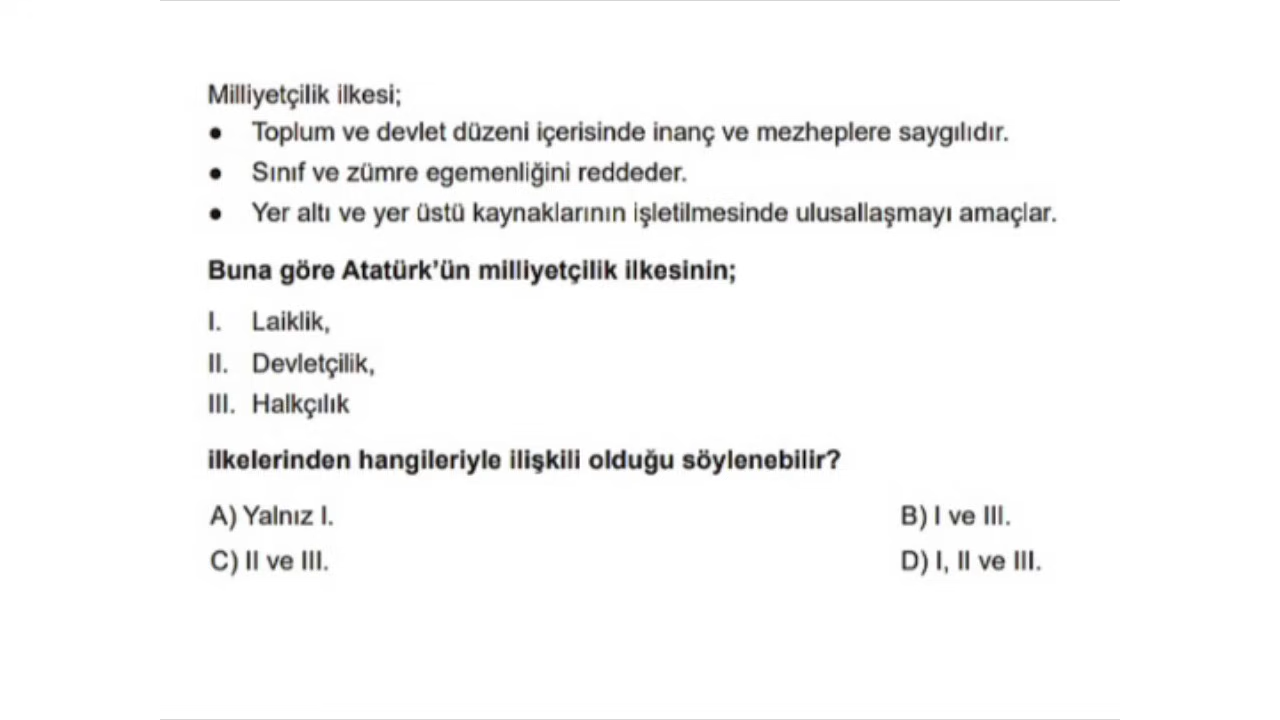 Milliyetçilik ilkesi;
• Toplum ve devlet düzeni içerisinde inanç ve mezheplere saygılıdır.
• Sınıf ve zümre egemenliğini reddeder.
• Yer altı ve yer üstü kaynaklarının işletilmesinde ulusallaşmayı amaçlar.
Buna göre Atatürk'ün milliyetçilik ilkesinin;
I. Laiklik,
II. Devletçilik,
III. Halkçılık
ilkelerinden hangileriyle ilişkili olduğu söylenebilir?
A) Yalnız I. B) I ve III.
C) II ve III. D) I, II ve III.